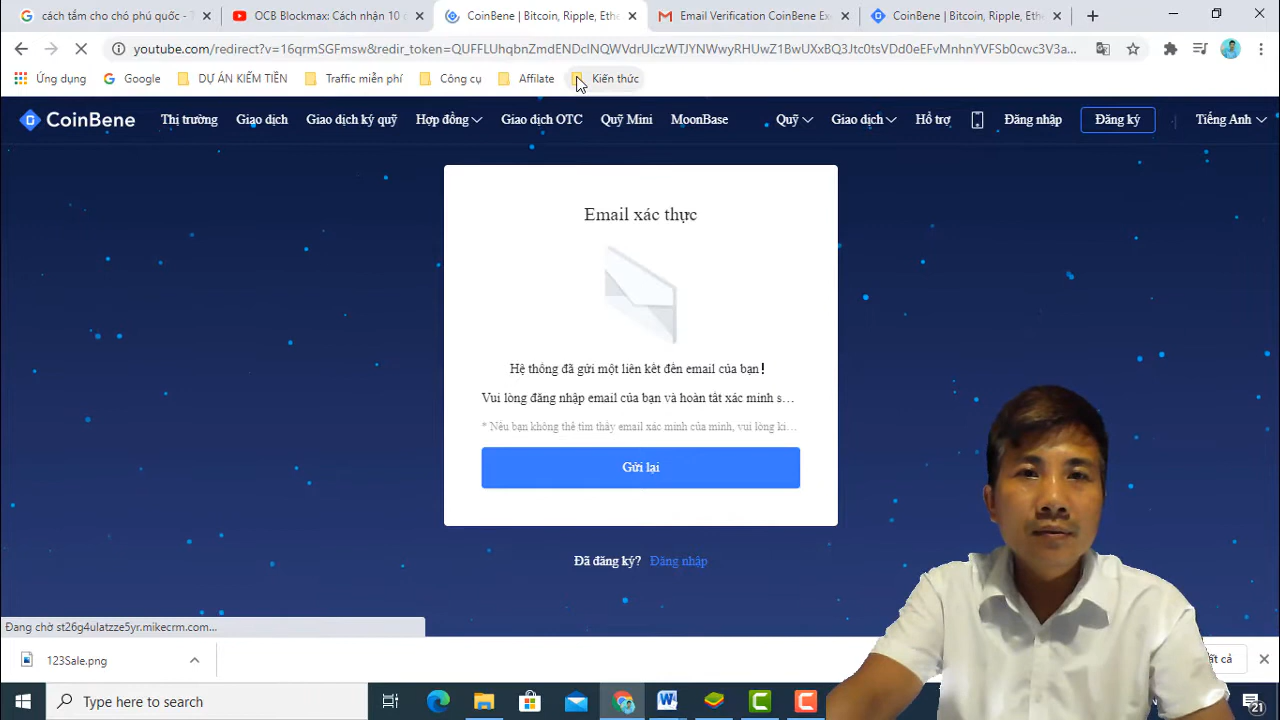 cách tắm cho chó phú quốc - T
OCB Blockmax: Cách nhận 10
CoinBene | Bitcoin, Ripple, Ethe
Email Verification CoinBene Ex
CoinBene | Bitcoin, Ripple, Ethe
youtube.com/redirect?v=16qrmSGFmsw&redir_token=
Ứng dụng
Google
DỰ ÁN KIẾM TIỀN
Traffic miễn phí
Công cụ
Affilate
Kiến thức
CoinBene
Thị trường
Giao dịch
Giao dịch ký quỹ
Hợp đồng
Giao dịch OTC
Quỹ Mini
MoonBase
Quỹ
Giao dịch
Hỗ trợ
Đăng nhập
Đăng ký
Tiếng Anh
Email xác thực
Hệ thống đã gửi một liên kết đến email của bạn!
Vui lòng đăng nhập email của bạn và hoàn tất xác minh s...
* Nếu bạn không thể tìm thấy email xác minh của mình, vui lòng ki...
Gửi lại
Đã đăng ký? Đăng nhập
Đang chờ st26g4ulatzze5yr.mikecrm.com...
123Sale.png
ất cả
Type here to search
21